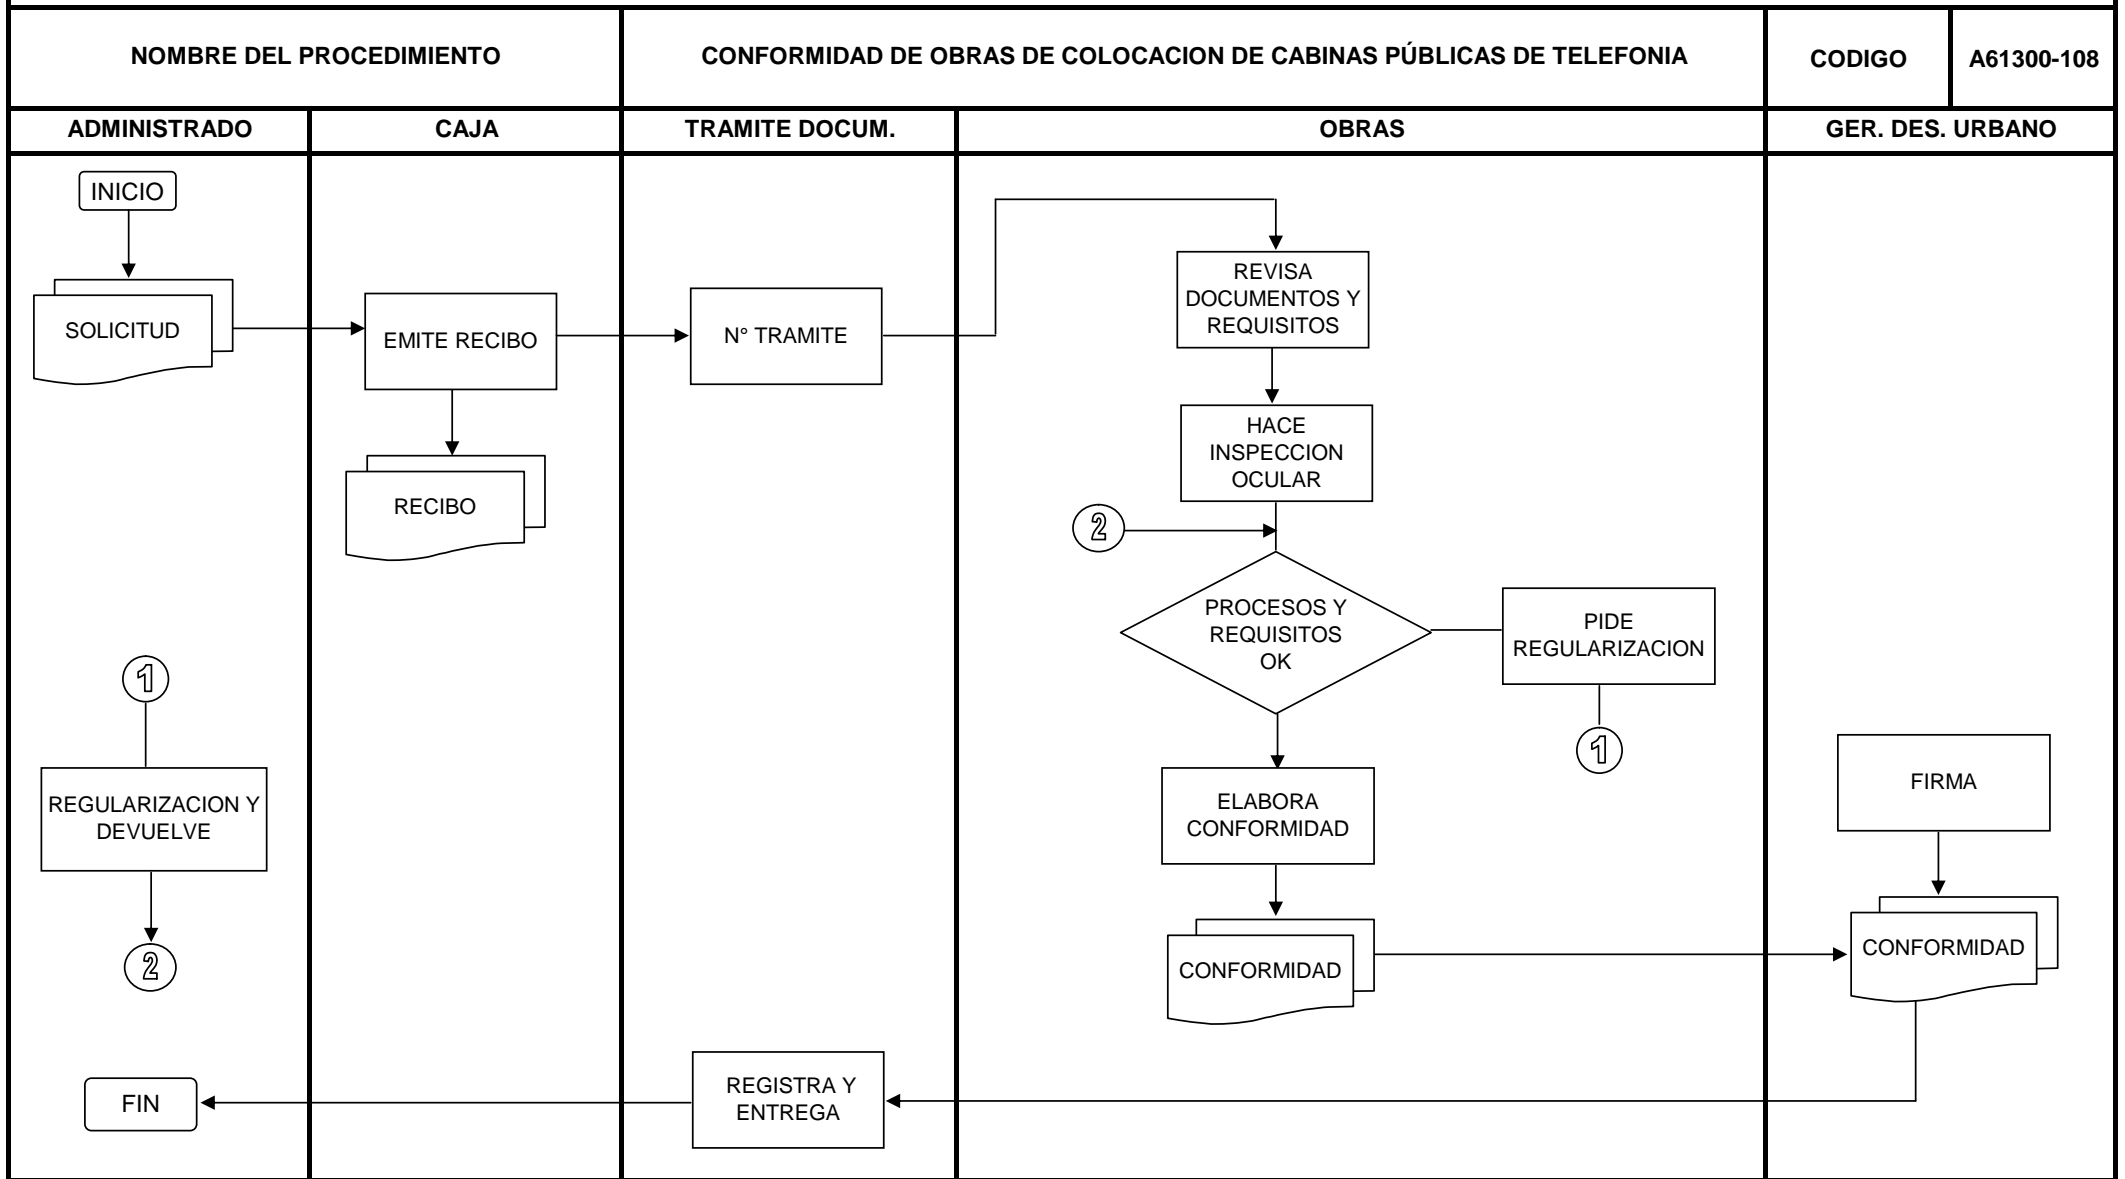 NOMBRE DEL PROCEDIMIENTO
CONFORMIDAD DE OBRAS DE COLOCACION DE CABINAS PÚBLICAS DE TELEFONIA
CODIGO
A61300-108
ADMINISTRADO
CAJA
TRAMITE DOCUM.
OBRAS
GER. DES. URBANO
INICIO
SOLICITUD
EMITE RECIBO
RECIBO
N° TRAMITE
REVISA
DOCUMENTOS Y
REQUISITOS
HACE
INSPECCION
OCULAR
2
PROCESOS Y
REQUISITOS
OK
PIDE
REGULARIZACION
1
1
REGULARIZACION Y
DEVUELVE
2
ELABORA
CONFORMIDAD
CONFORMIDAD
FIRMA
CONFORMIDAD
REGISTRA Y
ENTREGA
FIN